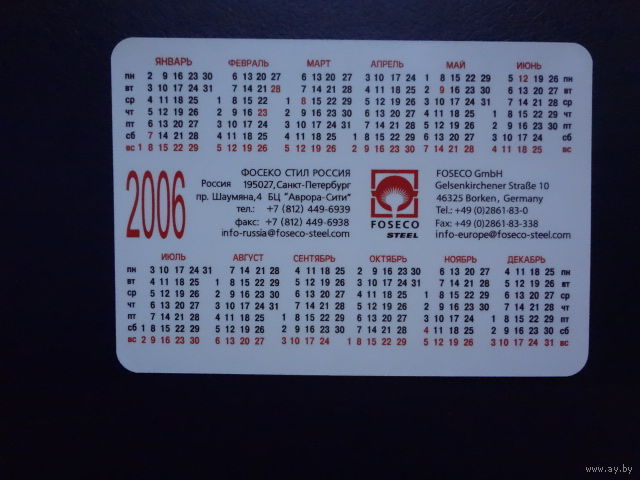 ЯНВАРЬ ФЕВРАЛЬ МАРТ АПРЕЛЬ МАЙ ИЮНЬ
пн 2 9 16 23 30 6 13 20 27 6 13 20 27 3 10 17 24 1 8 15 22 29 5 12 19 26 пн
вт 3 10 17 24 31 7 14 21 28 7 14 21 28 4 11 18 25 2 9 16 23 30 6 13 20 27 вт
ср 4 11 18 25 1 8 15 22 1 8 15 22 29 5 12 19 26 3 10 17 24 31 7 14 21 28 ср
чт 5 12 19 26 2 9 16 23 2 9 16 23 30 6 13 20 27 4 11 18 25 1 8 15 22 29 чт
пт 6 13 20 27 3 10 17 24 3 10 17 24 31 7 14 21 28 5 12 19 26 2 9 16 23 30 пт
сб 7 14 21 28 4 11 18 25 4 11 18 25 1 8 15 22 29 6 13 20 27 3 10 17 24 сб
вс 1 8 15 22 29 5 12 19 26 5 12 19 26 2 9 16 23 30 7 14 21 28 4 11 18 25 вс
2006
ФОСЕКО СТИЛ РОССИЯ
Россия 195027, Санкт-Петербург
пр. Шаумяна,4 БЦ "Аврора-Сити"
тел.: +7 (812) 449-6939
факс: +7 (812) 449-6938
info-russia@foseco-steel.com
FOSECO
STEEL
FOSECO GmbH
Gelsenkirchener Straße 10
46325 Borken, Germany
Tel.: +49 (0)2861-83-0
Fax: +49 (0)2861-83-338
info-europe@foseco-steel.com
ИЮЛЬ АВГУСТ СЕНТЯБРЬ ОКТЯБРЬ НОЯБРЬ ДЕКАБРЬ
пн 3 10 17 24 31 7 14 21 28 4 11 18 25 2 9 16 23 30 6 13 20 27 4 11 18 25 пн
вт 4 11 18 25 1 8 15 22 29 5 12 19 26 3 10 17 24 31 7 14 21 28 5 12 19 26 вт
ср 5 12 19 26 2 9 16 23 30 6 13 20 27 4 11 18 25 1 8 15 22 29 6 13 20 27 ср
чт 6 13 20 27 3 10 17 24 31 7 14 21 28 5 12 19 26 2 9 16 23 30 7 14 21 28 чт
пт 7 14 21 28 4 11 18 25 1 8 15 22 29 6 13 20 27 3 10 17 24 1 8 15 22 29 пт
сб 1 8 15 22 29 5 12 19 26 2 9 16 23 30 7 14 21 28 4 11 18 25 2 9 16 23 30 сб
вс 2 9 16 23 30 6 13 20 27 3 10 17 24 1 8 15 22 29 5 12 19 26 3 10 17 24 31 вс
www.ay.by